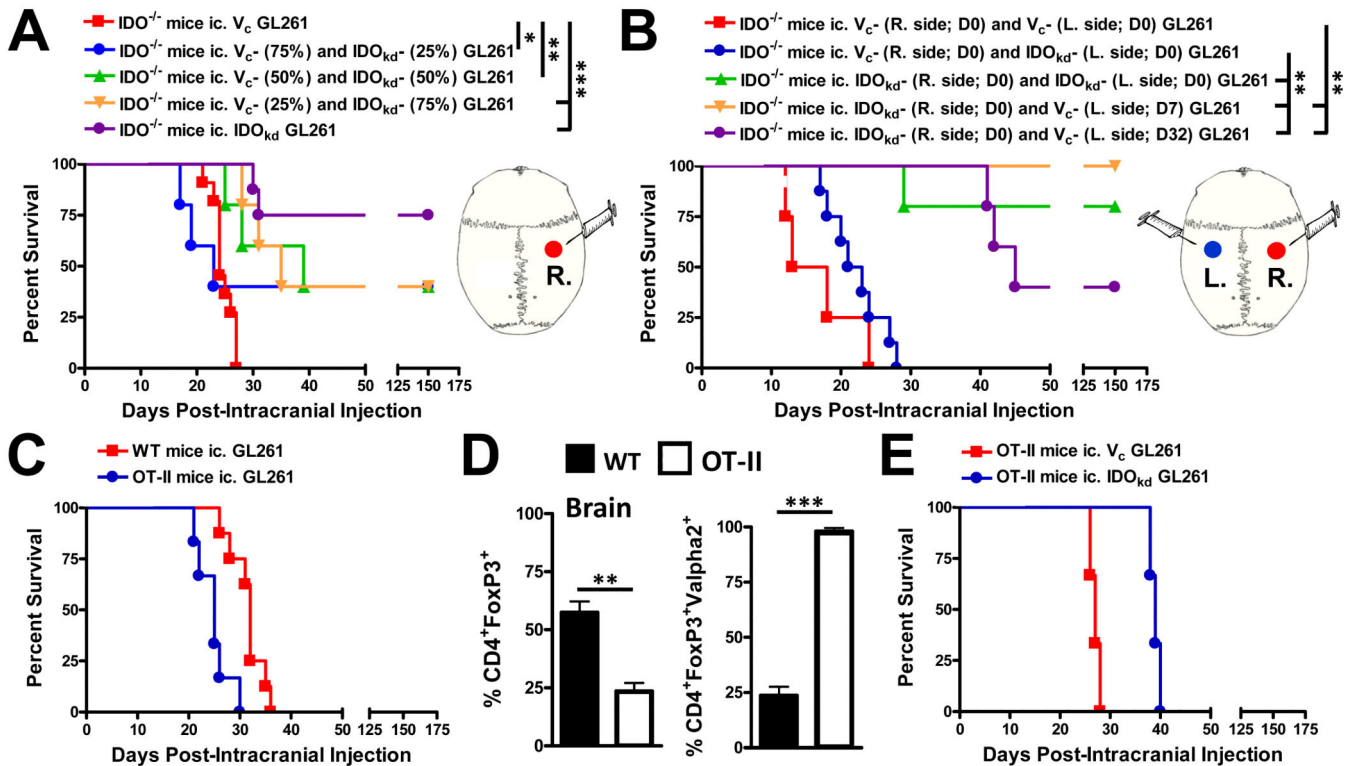 A
IDO-/- mice ic. Vc GL261
IDO-/- mice ic. Vc- (75%) and IDOkd- (25%) GL261
IDO-/- mice ic. Vc- (50%) and IDOkd- (50%) GL261
IDO-/- mice ic. Vc- (25%) and IDOkd- (75%) GL261
IDO-/- mice ic. IDOkd GL261
*
**
***
Percent Survival
100
75
50
25
0
0 10 20 30 40 50 125 150 175
Days Post-Intracranial Injection
R.
B
IDO-/- mice ic. Vc- (R. side; D0) and Vc- (L. side; D0) GL261
IDO-/- mice ic. Vc- (R. side; D0) and IDOkd- (L. side; D0) GL261
IDO-/- mice ic. IDOkd- (R. side; D0) and IDOkd- (L. side; D0) GL261
IDO-/- mice ic. IDOkd- (R. side; D0) and Vc- (L. side; D7) GL261
IDO-/- mice ic. IDOkd- (R. side; D0) and Vc- (L. side; D32) GL261
**
**
Percent Survival
100
75
50
25
0
0 10 20 30 40 50 125 150 175
Days Post-Intracranial Injection
L. R.
C
WT mice ic. GL261
OT-II mice ic. GL261
Percent Survival
100
75
50
25
0
0 10 20 30 40 50 125 150 175
Days Post-Intracranial Injection
D
WT OT-II
Brain
% CD4+FoxP3+
100
75
50
25
0
**
% CD4+FoxP3+Valpha2+
100
75
50
25
0
***
E
OT-II mice ic. Vc GL261
OT-II mice ic. IDOkd GL261
Percent Survival
100
75
50
25
0
0 10 20 30 40 50 125 150 175
Days Post-Intracranial Injection